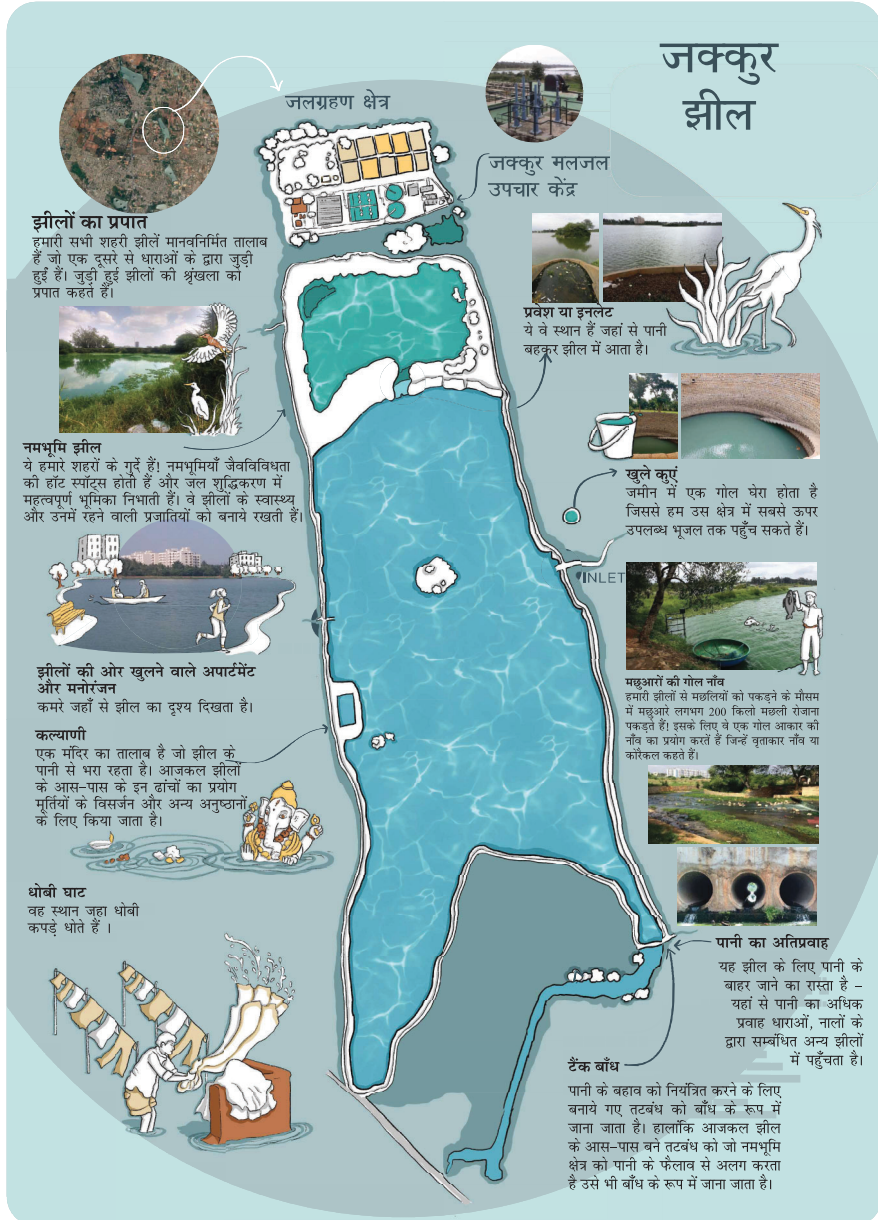 जक्कुर
झील
जलग्रहण क्षेत्र
जक्कुर मलजल
उपचार केंद्र
झीलों का प्रपात
हमारी सभी शहरी झीलें मानवनिर्मित तालाब
हैं जो एक दूसरे से धाराओं के द्वारा जुड़ी
हुईं हैं। जुड़ी हुई झीलों की श्रृंखला को
प्रपात कहते हैं।
प्रवेश या इनलेट
ये वे स्थान हैं जहां से पानी
बहकर झील में आता है।
नमभूमि झील
ये हमारे शहरों के गुर्दे हैं! नमभूमियाँ जैवविविधता
की हॉट स्पॉट्स होती हैं और जल शुद्धिकरण में
महत्वपूर्ण भूमिका निभाती हैं। वे झीलों के स्वास्थ्य
और उनमें रहने वाली प्रजातियों को बनाये रखती हैं।
खुले कुएं
जमीन में एक गोल घेरा होता है
जिससे हम उस क्षेत्र में सबसे ऊपर
उपलब्ध भूजल तक पहुँच सकते हैं।
INLET
झीलों की ओर खुलने वाले अपार्टमेंट
और मनोरंजन
कमरे जहाँ से झील का दृश्य दिखता है।
मछुआरों की गोल नाँव
हमारी झीलों से मछलियों को पकड़ने के मौसम
में मछुआरे लगभग 200 किलो मछली रोजाना
पकड़ते हैं! इसके लिए वे एक गोल आकार की
नाँव का प्रयोग करतें हैं जिन्हें वृताकार नाँव या
कोरैकल कहते हैं।
कल्याणी
एक मंदिर का तालाब है जो झील के
पानी से भरा रहता है। आजकल झीलों
के आस-पास के इन ढांचों का प्रयोग
मूर्तियों के विसर्जन और अन्य अनुष्ठानों
के लिए किया जाता है।
धोबी घाट
वह स्थान जहा धोबी
कपड़े धोते हैं ।
पानी का अतिप्रवाह
यह झील के लिए पानी के
बाहर जाने का रास्ता है –
यहां से पानी का अधिक
प्रवाह धाराओं, नालों के
द्वारा सम्बंधित अन्य झीलों
में पहुँचता है।
टैंक बाँध
पानी के बहाव को नियंत्रित करने के लिए
बनाये गए तटबंध को बाँध के रूप में
जाना जाता है। हालांकि आजकल झील
के आस-पास बने तटबंध को जो नमभूमि
क्षेत्र को पानी के फैलाव से अलग करता
है उसे भी बाँध के रूप में जाना जाता है।